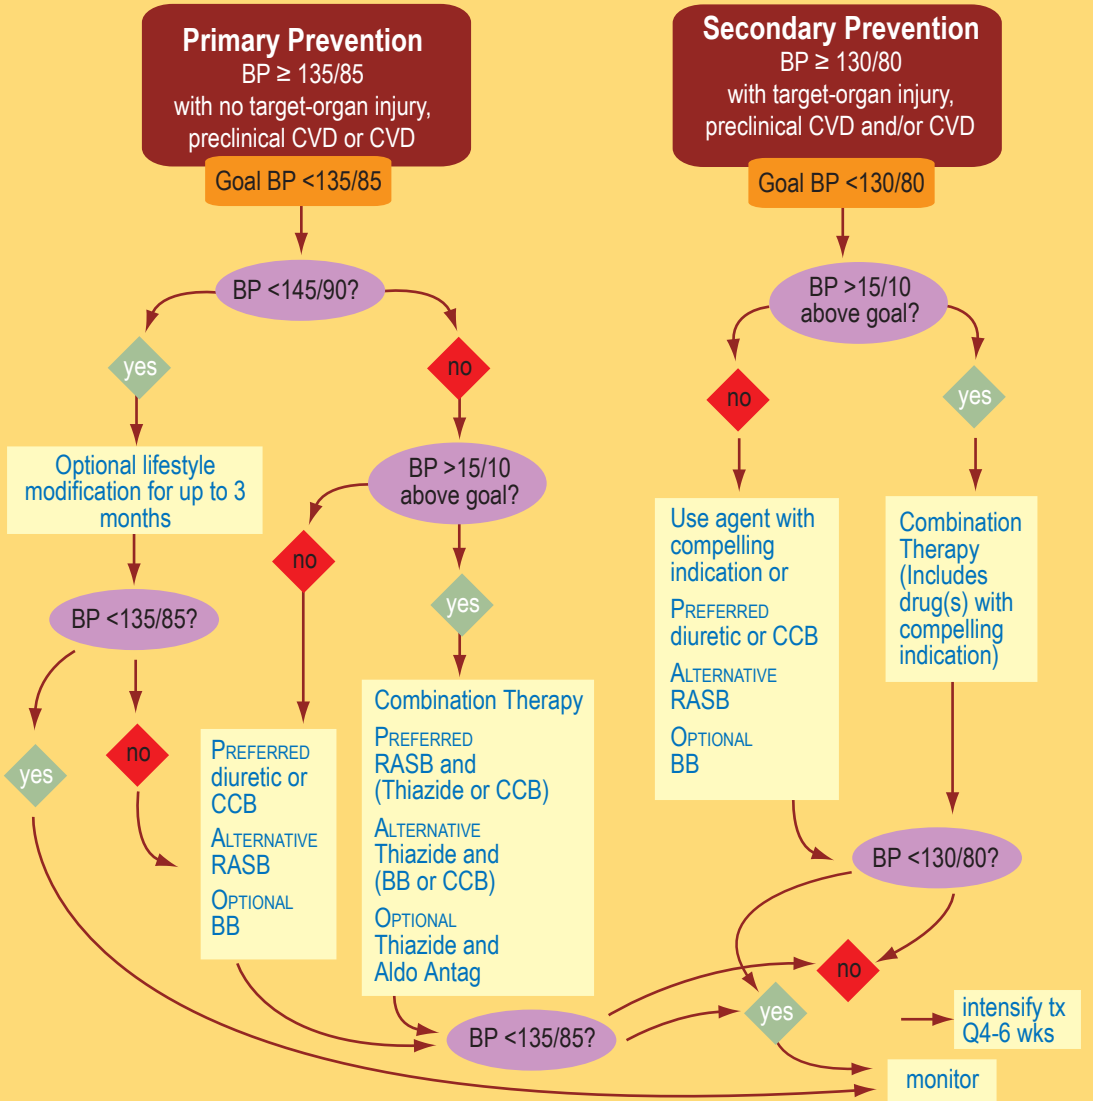 Primary Prevention
BP ≥ 135/85
with no target-organ injury,
preclinical CVD or CVD
Goal BP <135/85
BP <145/90?
yes
no
Optional lifestyle
modification for up to 3
months
BP >15/10
above goal?
no
yes
BP <135/85?
yes
no
PREFERRED
diuretic or
CCB
ALTERNATIVE
RASB
OPTIONAL
BB
Combination Therapy
PREFERRED
RASB and
(Thiazide or CCB)
ALTERNATIVE
Thiazide and
(BB or CCB)
OPTIONAL
Thiazide and
Aldo Antag
BP <135/85?
Secondary Prevention
BP ≥ 130/80
with target-organ injury,
preclinical CVD and/or CVD
Goal BP <130/80
BP >15/10
above goal?
no
yes
Use agent with
compelling
indication or
PREFERRED
diuretic or CCB
ALTERNATIVE
RASB
OPTIONAL
BB
Combination
Therapy
(Includes
drug(s) with
compelling
indication)
BP <130/80?
no
yes
intensify tx
Q4-6 wks
monitor